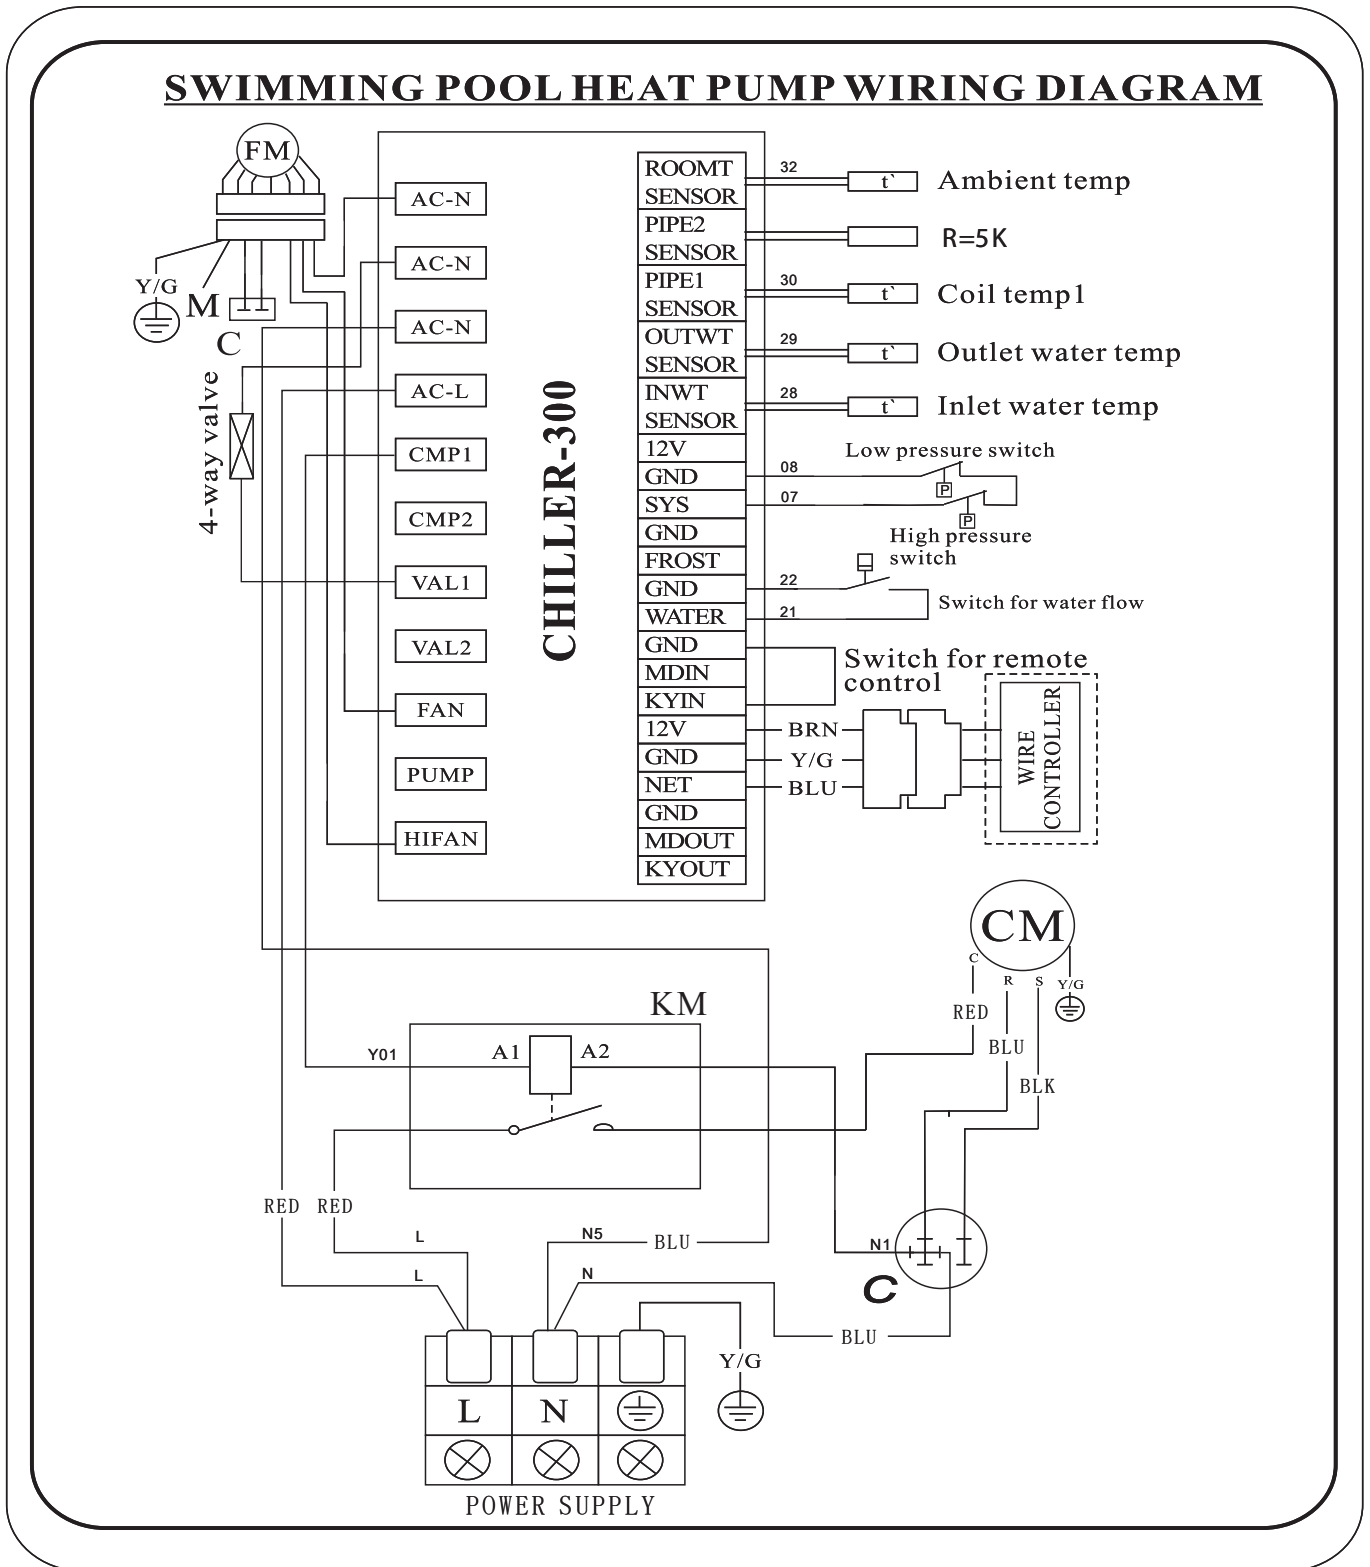 SWIMMING POOL HEAT PUMP WIRING DIAGRAM
FM
Y/G
M
C
4-way valve
AC-N
AC-N
AC-N
AC-L
CMP1
CMP2
VAL1
VAL2
FAN
PUMP
HIFAN
CHILLER-300
ROOMT
SENSOR
PIPE2
SENSOR
PIPE1
SENSOR
OUTWT
SENSOR
INWT
SENSOR
12V
GND
SYS
GND
FROST
GND
WATER
GND
MDIN
KYIN
12V
GND
NET
GND
MDOUT
KYOUT
32
t`
Ambient temp
R=5K
30
t`
Coil temp1
29
t`
Outlet water temp
28
t`
Inlet water temp
Low pressure switch
08
P
07
P
High pressure
switch
22
Switch for water flow
21
Switch for remote
control
BRN
Y/G
BLU
WIRE
CONTROLLER
CM
C
R
S
Y/G
RED
BLU
BLK
KM
Y01
A1
A2
RED
RED
L
L
N5
BLU
N
N1
C
BLU
Y/G
L
N
POWER SUPPLY